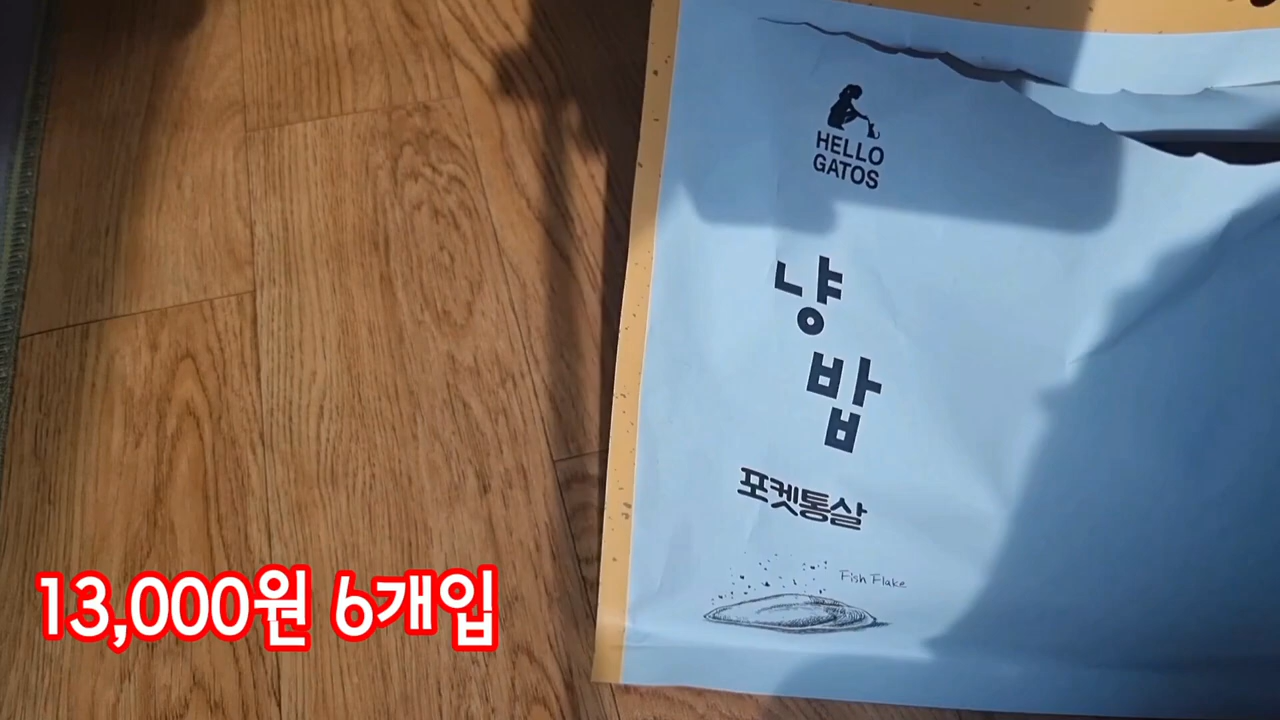 HELLO
GATOS
냥
밥
포켓통살
Fish Flake
13,000원 6개입